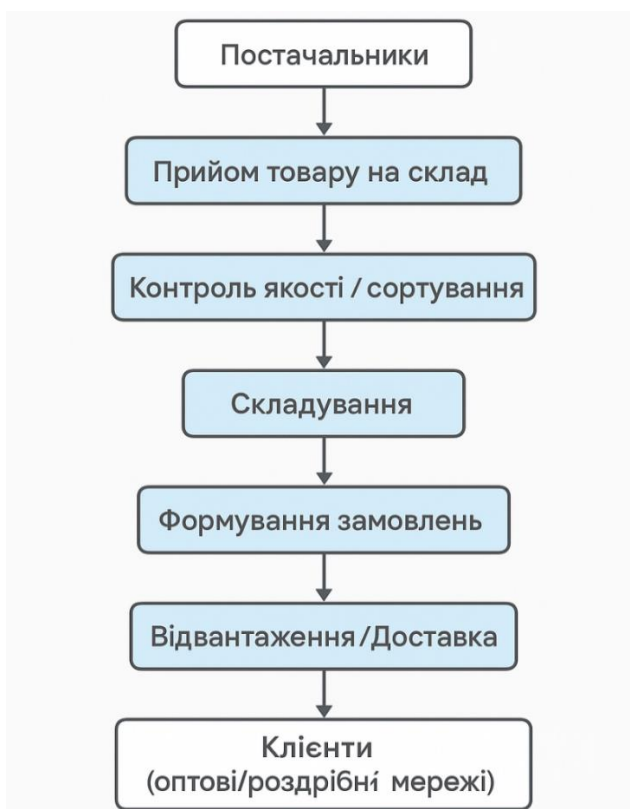 Постачальники
Прийом товару на склад
Контроль якості / сортування
Складування
Формування замовлень
Відвантаження/Доставка
Клієнти
(оптові/роздрібні мережі)